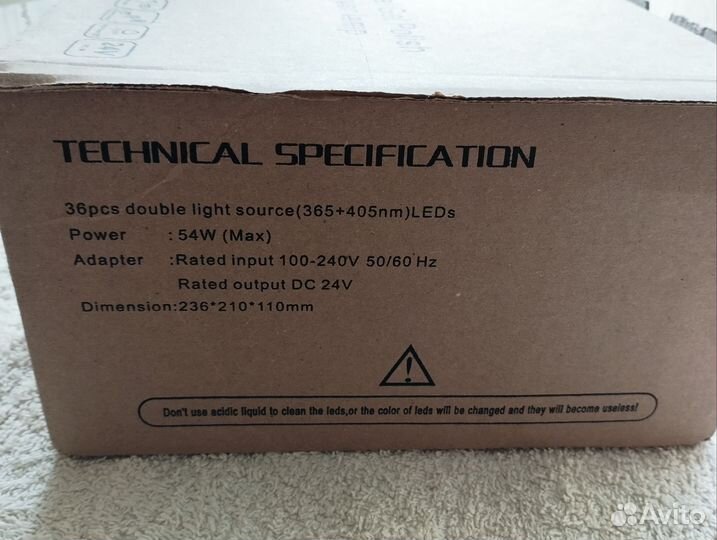 24V
TECHNICAL SPECIFICATION
36pcs double light source(365+405nm)LEDs
Power : 54W (Max)
Adapter :Rated input 100-240V 50/60 Hz
Rated output DC 24V
Dimension:236*210*110mm
Don't use acidic liquid to clean the leds,or the color of leds will be changed and they will become useless!
Avito